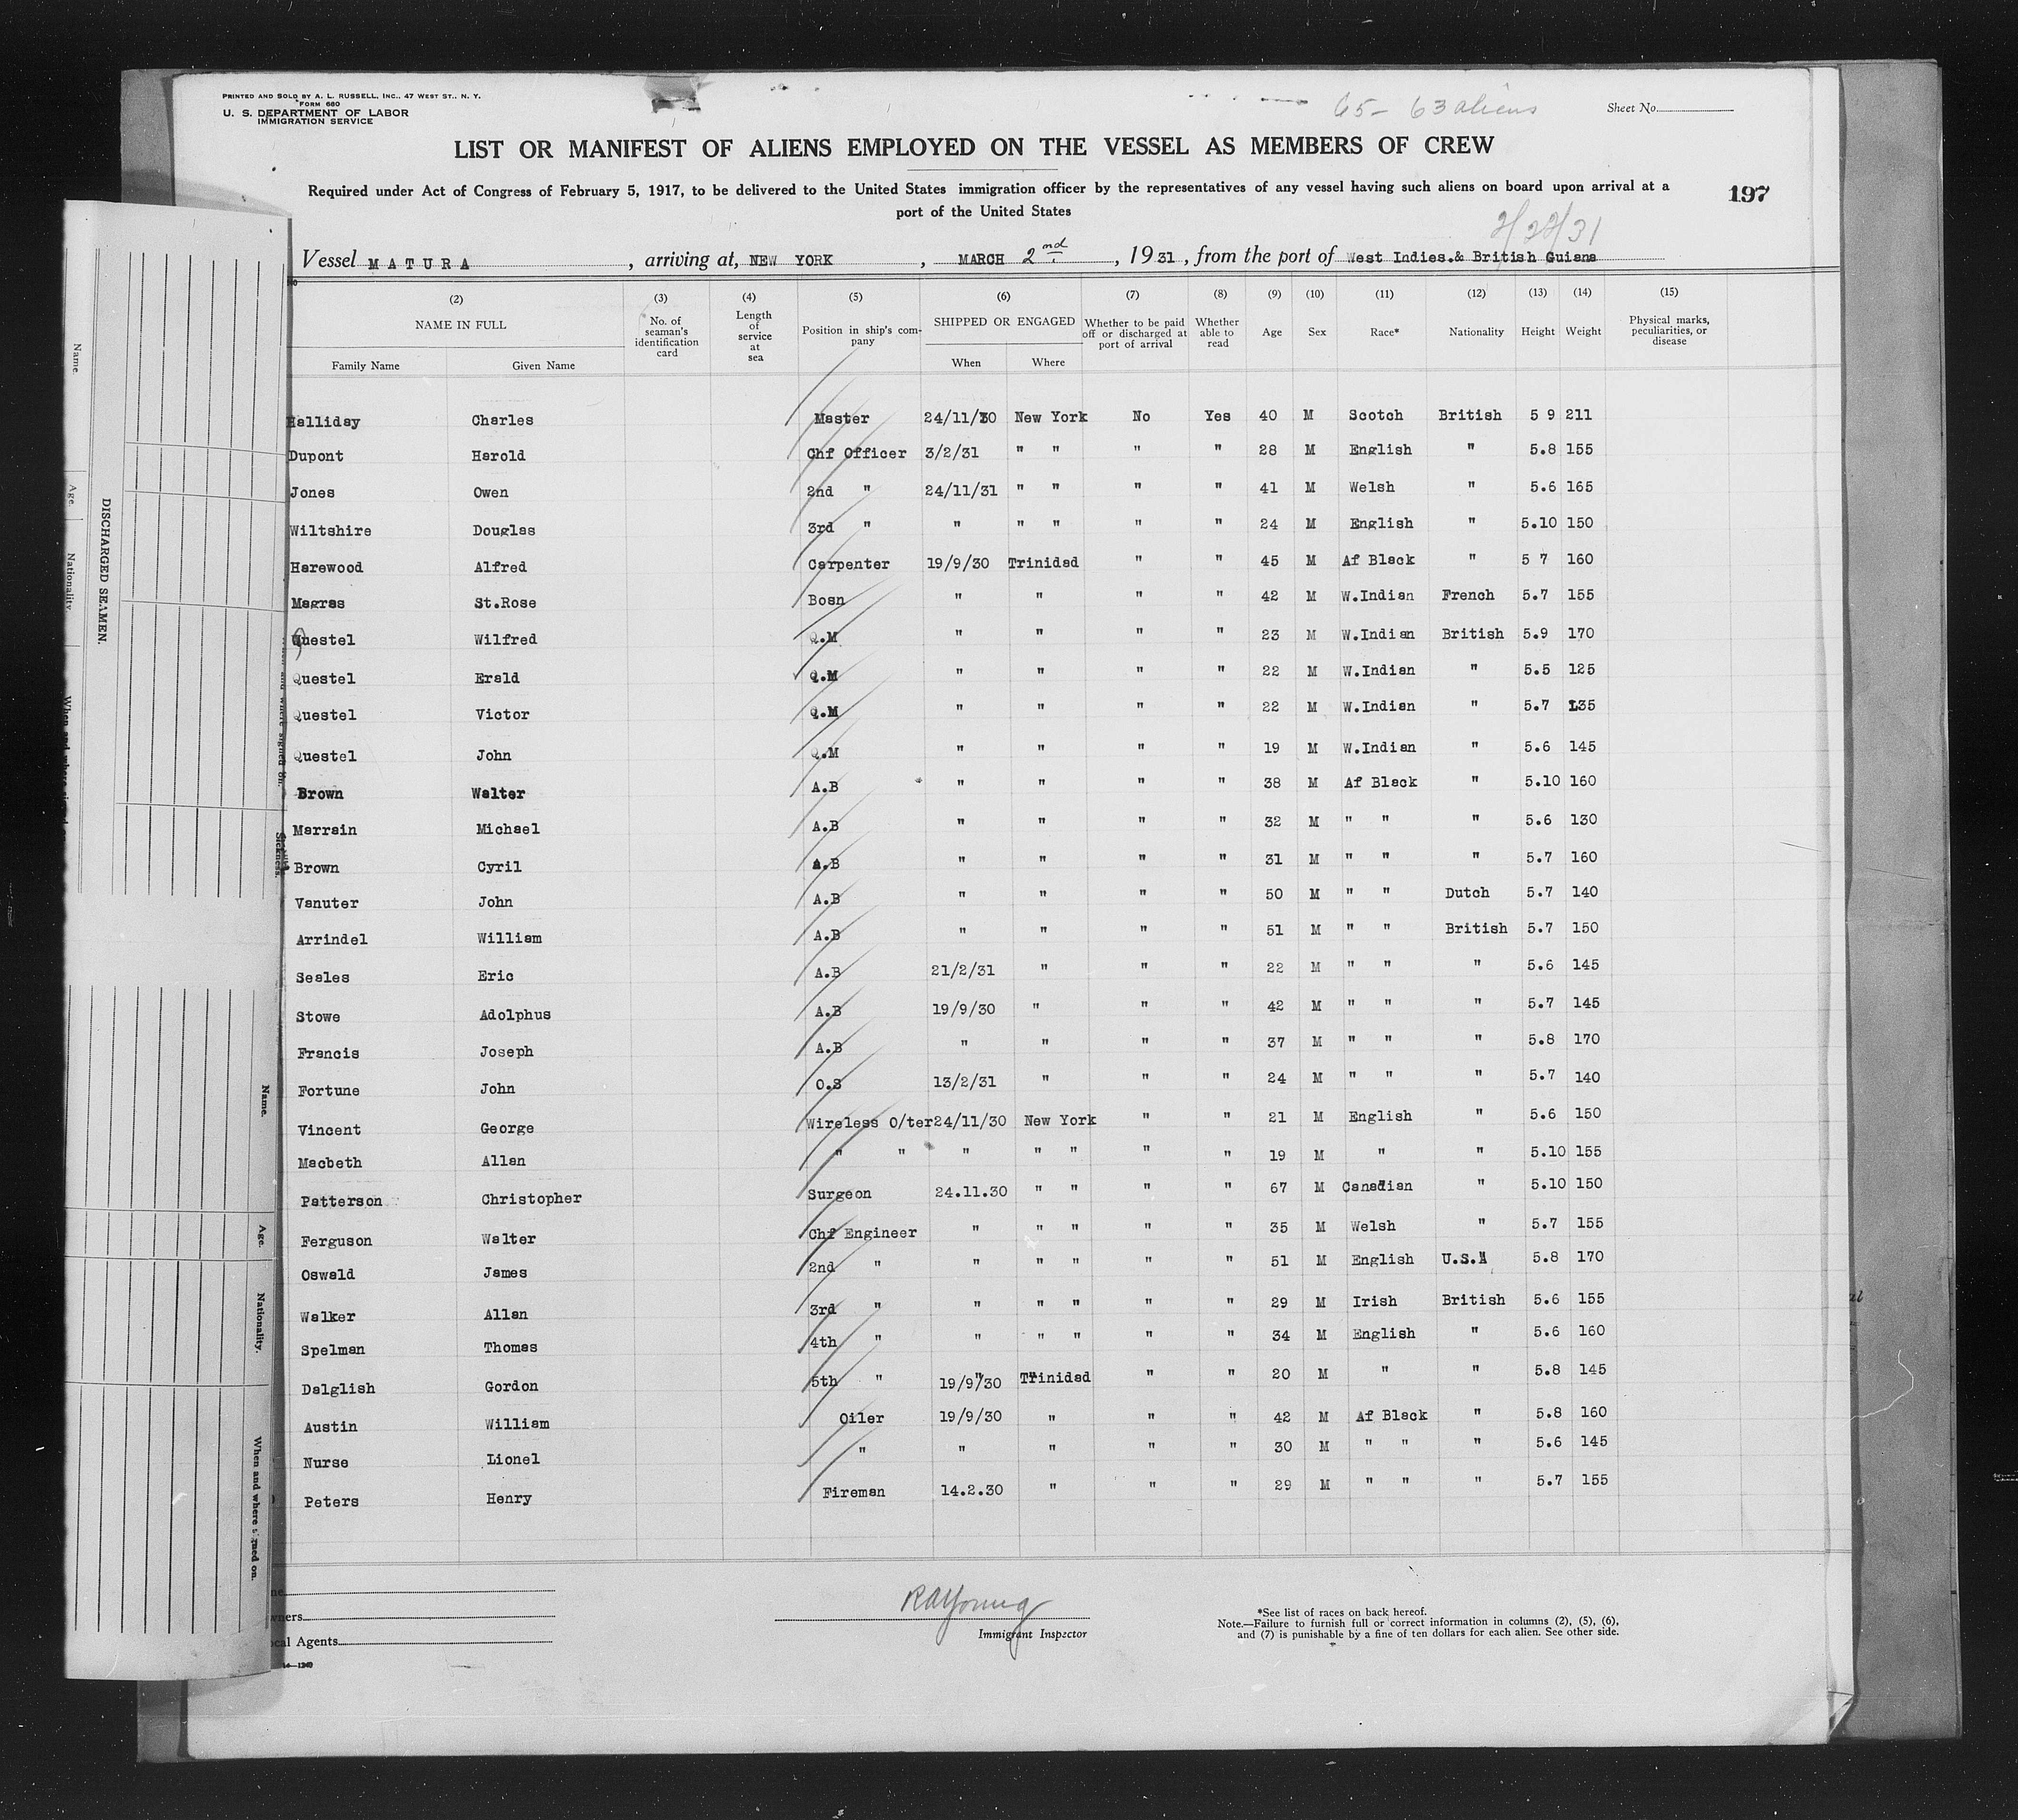 PRINTED AND SOLD BY A. L. RUSSELL, INC., 47 WEST ST., N. Y.
FORM 680
U. S. DEPARTMENT OF LABOR
IMMIGRATION SERVICE
65- 63 aliens
Sheet No.
LIST OR MANIFEST OF ALIENS EMPLOYED ON THE VESSEL AS MEMBERS OF CREW
Required under Act of Congress of February 5, 1917, to be delivered to the United States immigration officer by the representatives of any vessel having such aliens on board upon arrival at a
port of the United States
197
2/28/31
Vessel MATURA, arriving at, NEW YORK, MARCH 2nd, 1931, from the port of West Indies.& British Guiana
(2) (3) (4) (5) (6) (7) (8) (9) (10) (11) (12) (13) (14) (15)
NAME IN FULL No. of seaman's identification card Length of service at sea Position in ship's company SHIPPED OR ENGAGED Whether to be paid off or discharged at port of arrival Whether able to read Age Sex Race* Nationality Height Weight Physical marks, peculiarities, or disease
Family Name Given Name When Where
Halliday Charles Master 24/11/30 New York No Yes 40 M Scotch British 5 9 211
Dupont Harold Chf Officer 3/2/31 " " " " 28 M English " 5.8 155
Jones Owen 2nd " 24/11/31 " " " " 41 M Welsh " 5.6 165
Wiltshire Douglas 3rd " " " " " " 24 M English " 5.10 150
Harewood Alfred Carpenter 19/9/30 Trinidad " " 45 M Af Black " 5 7 160
Magras St.Rose Bosn " " " " 42 M W.Indian French 5.7 155
Questel Wilfred Q.M " " " " 23 M W.Indian British 5.9 170
Questel Erald Q.M " " " " 22 M W.Indian " 5.5 125
Questel Victor Q.M " " " " 22 M W.Indian " 5.7 135
Questel John Q.M " " " " 19 M W.Indian " 5.6 145
Brown Walter A.B " " " " 38 M Af Black " 5.10 160
Marrain Michael A.B " " " " 32 M " " " 5.6 130
Brown Cyril A.B " " " " 31 M " " " 5.7 160
Vanuter John A.B " " " " 50 M " " Dutch 5.7 140
Arrindel William A.B " " " " 51 M " " British 5.7 150
Seales Eric A.B 21/2/31 " " " 22 M " " " 5.6 145
Stowe Adolphus A.B 19/9/30 " " " 42 M " " " 5.7 145
Francis Joseph A.B " " " " 37 M " " " 5.8 170
Fortune John O.S 13/2/31 " " " 24 M " " " 5.7 140
Vincent George Wireless O/ter 24/11/30 New York " " 21 M English " 5.6 150
Macbeth Allan " " " " " " " 19 M " " 5.10 155
Patterson Christopher Surgeon 24.11.30 " " " " 67 M Canadian " 5.10 150
Ferguson Walter Chf Engineer " " " " " 35 M Welsh " 5.7 155
Oswald James 2nd " " " " " " 51 M English U.S.A 5.8 170
Walker Allan 3rd " " " " " " 29 M Irish British 5.6 155
Spelman Thomas 4th " " " " " " 34 M English " 5.6 160
Dalglish Gordon 5th " 19/9/30 Trinidad " " 20 M " " 5.8 145
Austin William Oiler 19/9/30 " " " 42 M Af Black " 5.8 160
Nurse Lionel " " " " " 30 M " " " 5.6 145
Peters Henry Fireman 14.2.30 " " " 29 M " " " 5.7 155
RAYoung
Immigrant Inspector
*See list of races on back hereof.
Note.—Failure to furnish full or correct information in columns (2), (5), (6),
and (7) is punishable by a fine of ten dollars for each alien. See other side.
Agents
DISCHARGED SEAMEN.
Name.
Age.
Nationality.
Sickness.
Name.
Age.
Nationality.
When and where signed on.